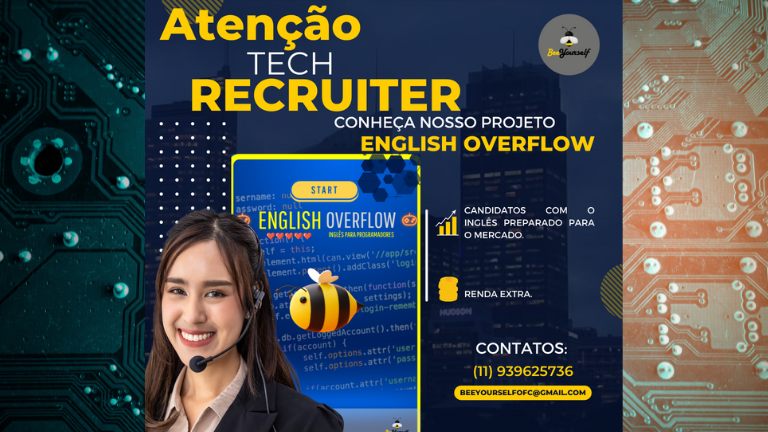 Atenção
TECH
RECRUITER
BeeYourself
CONHEÇA NOSSO PROJETO
ENGLISH OVERFLOW
START
ENGLISH OVERFLOW
INGLÊS PARA PROGRAMADORES
CANDIDATOS COM O
INGLÊS PREPARADO PARA
O MERCADO.
RENDA EXTRA.
HUDSON
CONTATOS:
(11) 939625736
BEEYOURSELFOFC@GMAIL.COM